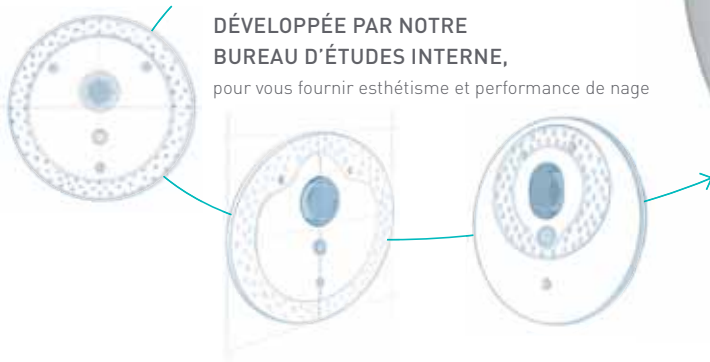 DÉVELOPPÉE PAR NOTRE
BUREAU D’ÉTUDES INTERNE,
pour vous fournir esthétisme et performance de nage